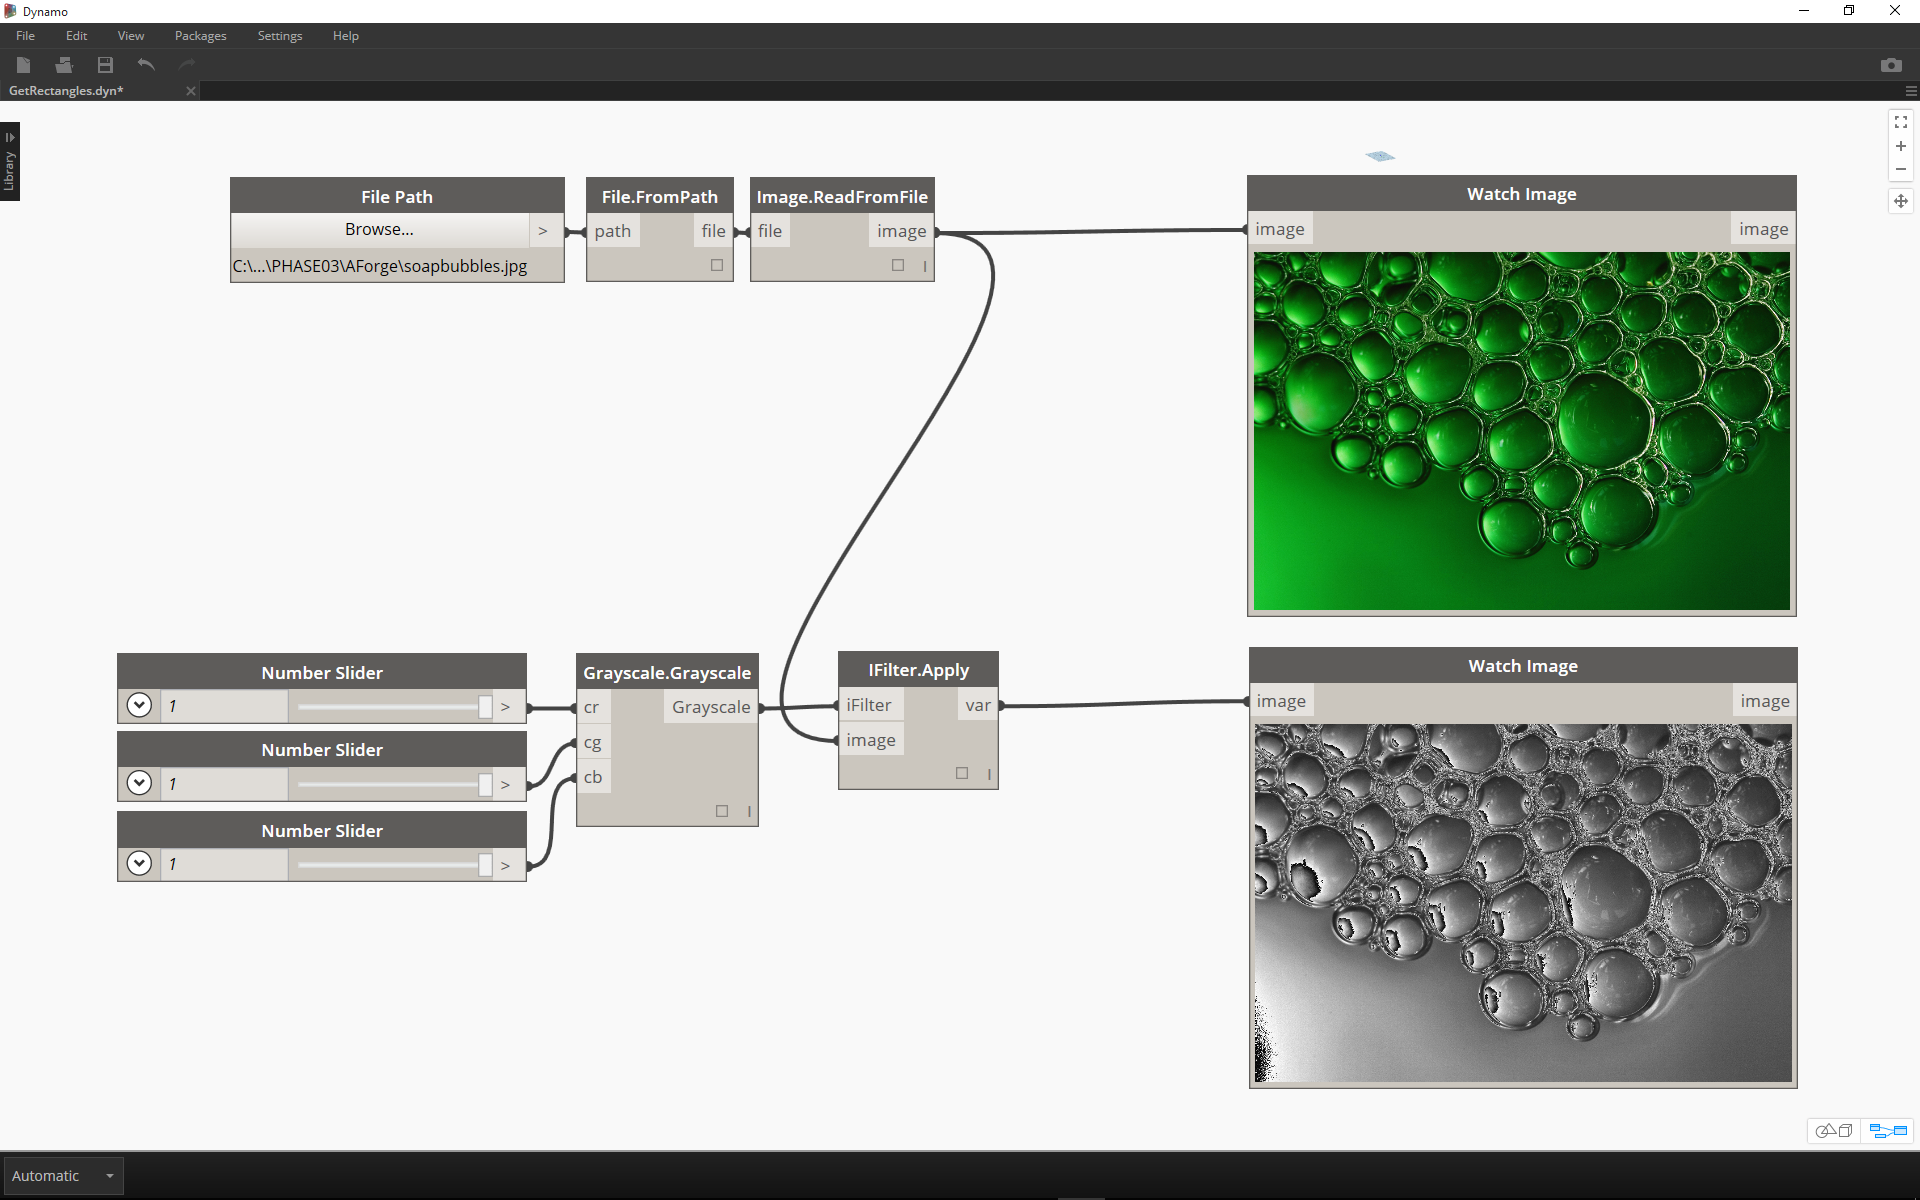 Dynamo
File Edit View Packages Settings Help
GetRectangles.dyn*
Library
File Path
Browse... >
C:\...\PHASE03\AForge\soapbubbles.jpg
File.FromPath
path file
Image.ReadFromFile
file image
Watch Image
image image
Number Slider
1 >
Number Slider
1 >
Number Slider
1 >
Grayscale.Grayscale
cr Grayscale
cg
cb
IFilter.Apply
iFilter var
image
Watch Image
image image
Automatic